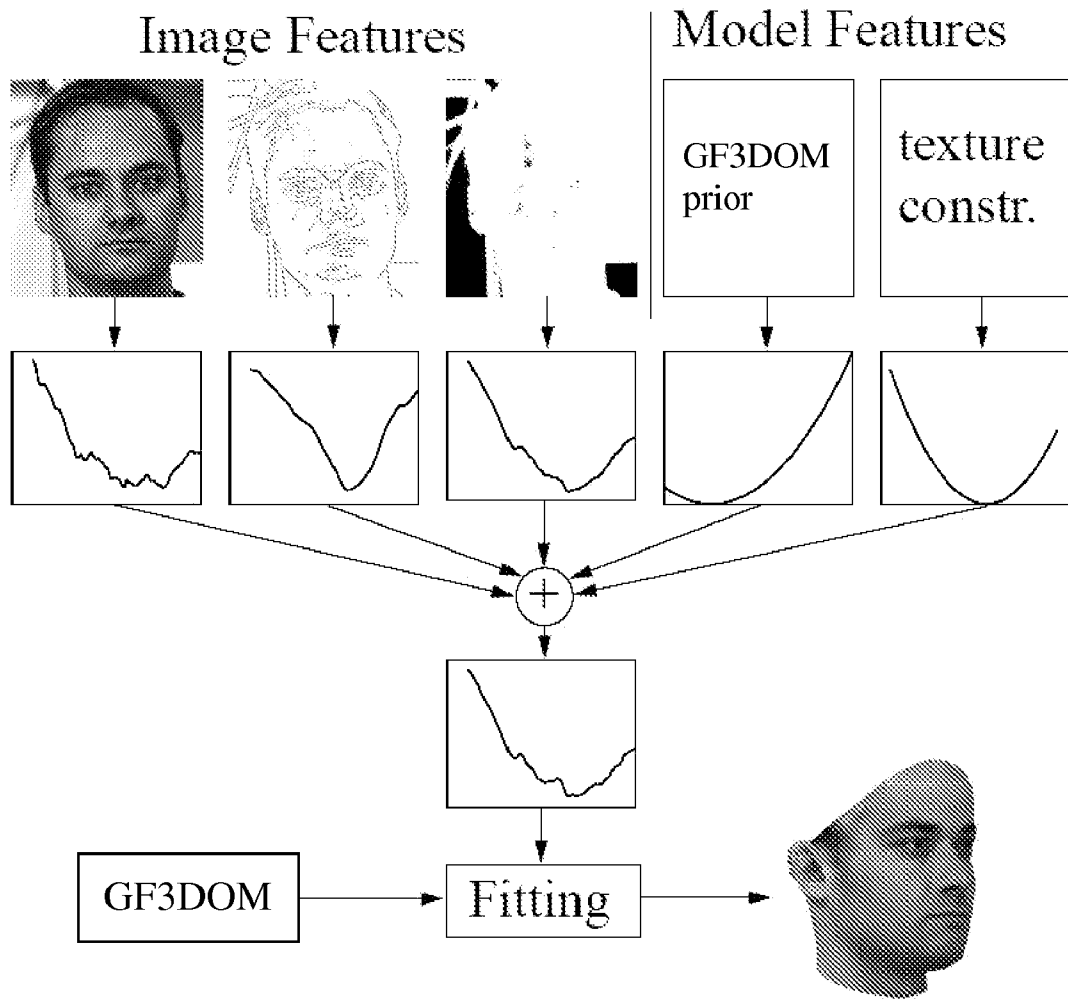 Image Features
Model Features
GF3DOM
prior
texture
constr.
+
GF3DOM
Fitting